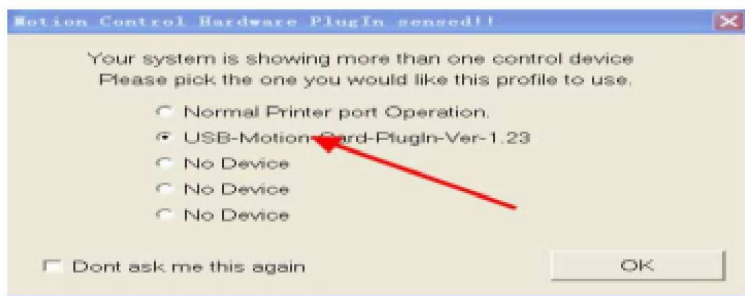 Motion Control Hardware PlugIn sensed!!
Your system is showing more than one control device
Please pick the one you would like this profile to use.
Normal Printer port Operation.
USB-Motion-Card-PlugIn-Ver-1.23
No Device
No Device
No Device
Dont ask me this again
OK